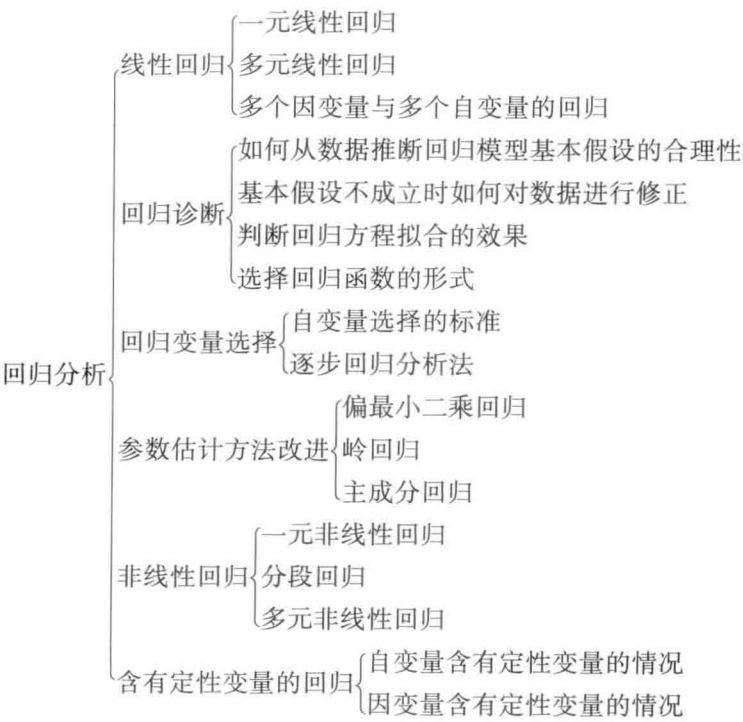 回归分析
线性回归
一元线性回归
多元线性回归
多个因变量与多个自变量的回归
回归诊断
如何从数据推断回归模型基本假设的合理性
基本假设不成立时如何对数据进行修正
判断回归方程拟合的效果
选择回归函数的形式
回归变量选择
自变量选择的标准
逐步回归分析法
参数估计方法改进
偏最小二乘回归
岭回归
主成分回归
非线性回归
一元非线性回归
分段回归
多元非线性回归
含有定性变量的回归
自变量含有定性变量的情况
因变量含有定性变量的情况